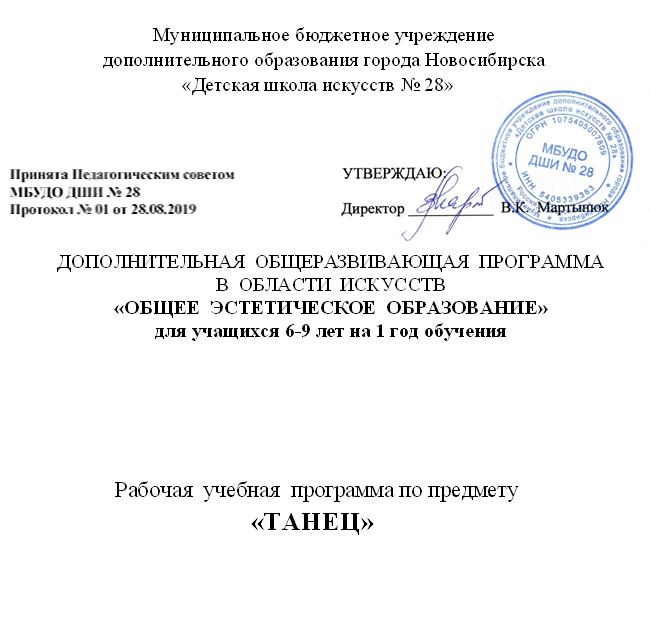 Муниципальное бюджетное учреждение
дополнительного образования города Новосибирска
«Детская школа искусств № 28»
Принята Педагогическим советом
МБУДО ДШИ № 28
Протокол № 01 от 28.08.2019
УТВЕРЖДАЮ:
Директор ____________ В.К. Мартынюк
МБУДО
ДШИ № 28
ОГРН 1075405007809
ИНН 5405339363
ДОПОЛНИТЕЛЬНАЯ ОБЩЕРАЗВИВАЮЩАЯ ПРОГРАММА
В ОБЛАСТИ ИСКУССТВ
«ОБЩЕЕ ЭСТЕТИЧЕСКОЕ ОБРАЗОВАНИЕ»
для учащихся 6-9 лет на 1 год обучения
Рабочая учебная программа по предмету
«ТАНЕЦ»